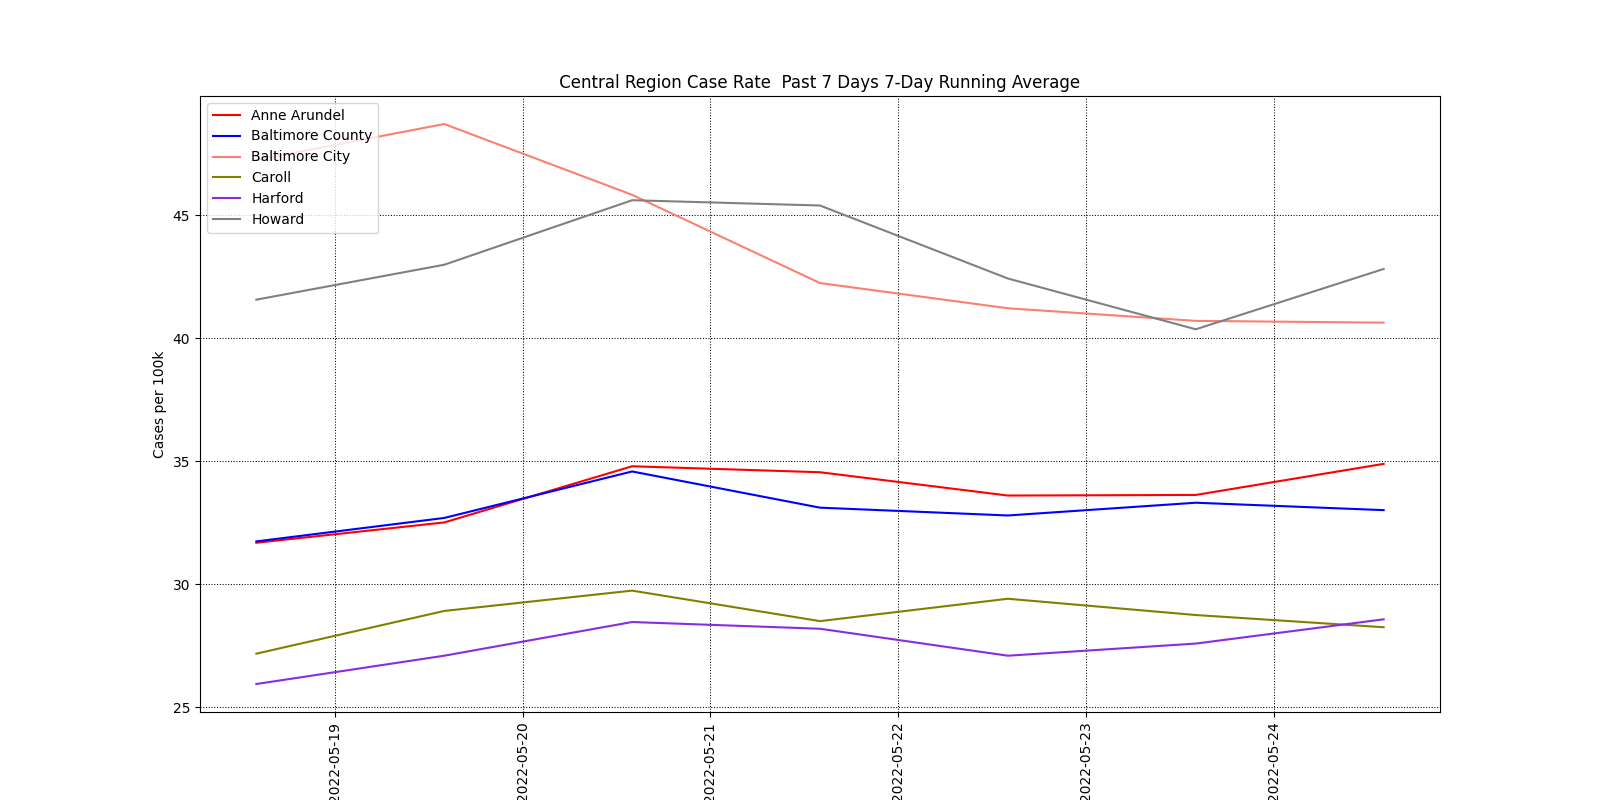 Central Region Case Rate  Past 7 Days 7-Day Running Average
Anne Arundel
Baltimore County
Baltimore City
Caroll
Harford
Howard
Cases per 100k
45
40
35
30
25
2022-05-19
2022-05-20
2022-05-21
2022-05-22
2022-05-23
2022-05-24